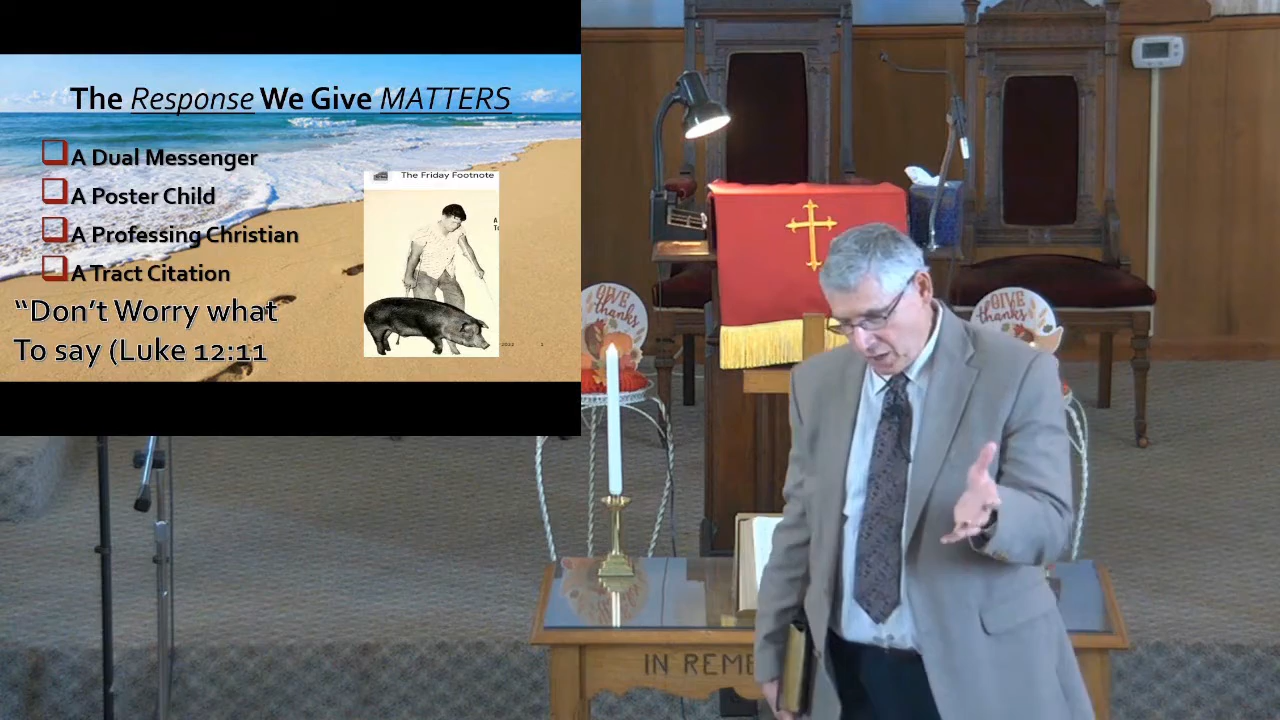 The Response We Give MATTERS
A Dual Messenger
A Poster Child
A Professing Christian
A Tract Citation
“Don’t Worry what
To say (Luke 12:11
The Friday Footnote
GIVE
thanks
GIVE
thanks
IN REME